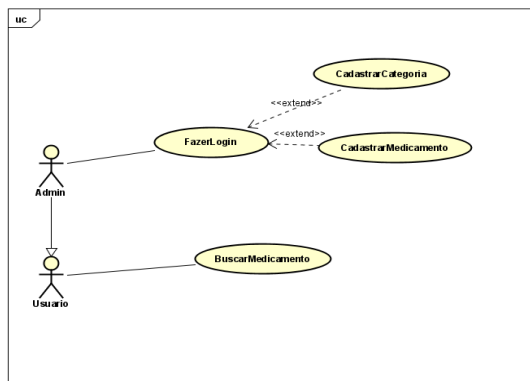 uc
CadastrarCategoria
<<extend>>
<<extend>>
FazerLogin
CadastrarMedicamento
Admin
BuscarMedicamento
Usuario